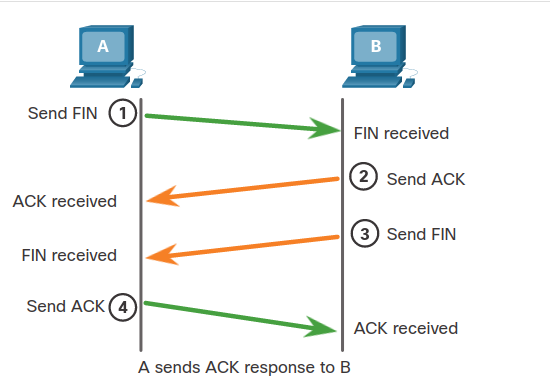 A
B
Send FIN 1
FIN received
2 Send ACK
ACK received
3 Send FIN
FIN received
Send ACK 4
ACK received
A sends ACK response to B